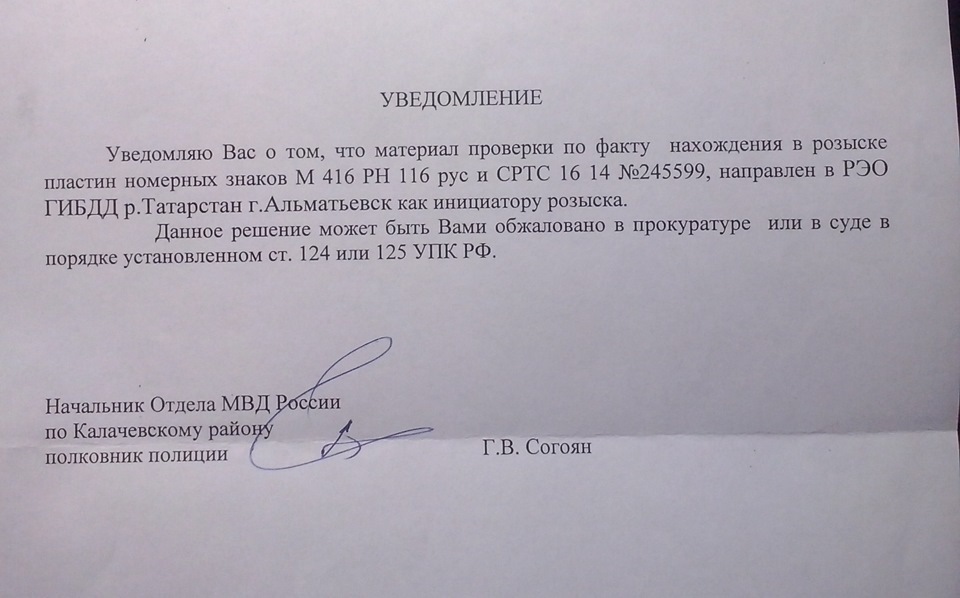 УВЕДОМЛЕНИЕ
Уведомляю Вас о том, что материал проверки по факту нахождения в розыске
пластин номерных знаков М 416 РН 116 рус и СРТС 16 14 №245599, направлен в РЭО
ГИБДД р.Татарстан г.Альматьевск как инициатору розыска.
Данное решение может быть Вами обжаловано в прокуратуре или в суде в
порядке установленном ст. 124 или 125 УПК РФ.
Начальник Отдела МВД России
по Калачевскому району
полковник полиции
Г.В. Согоян